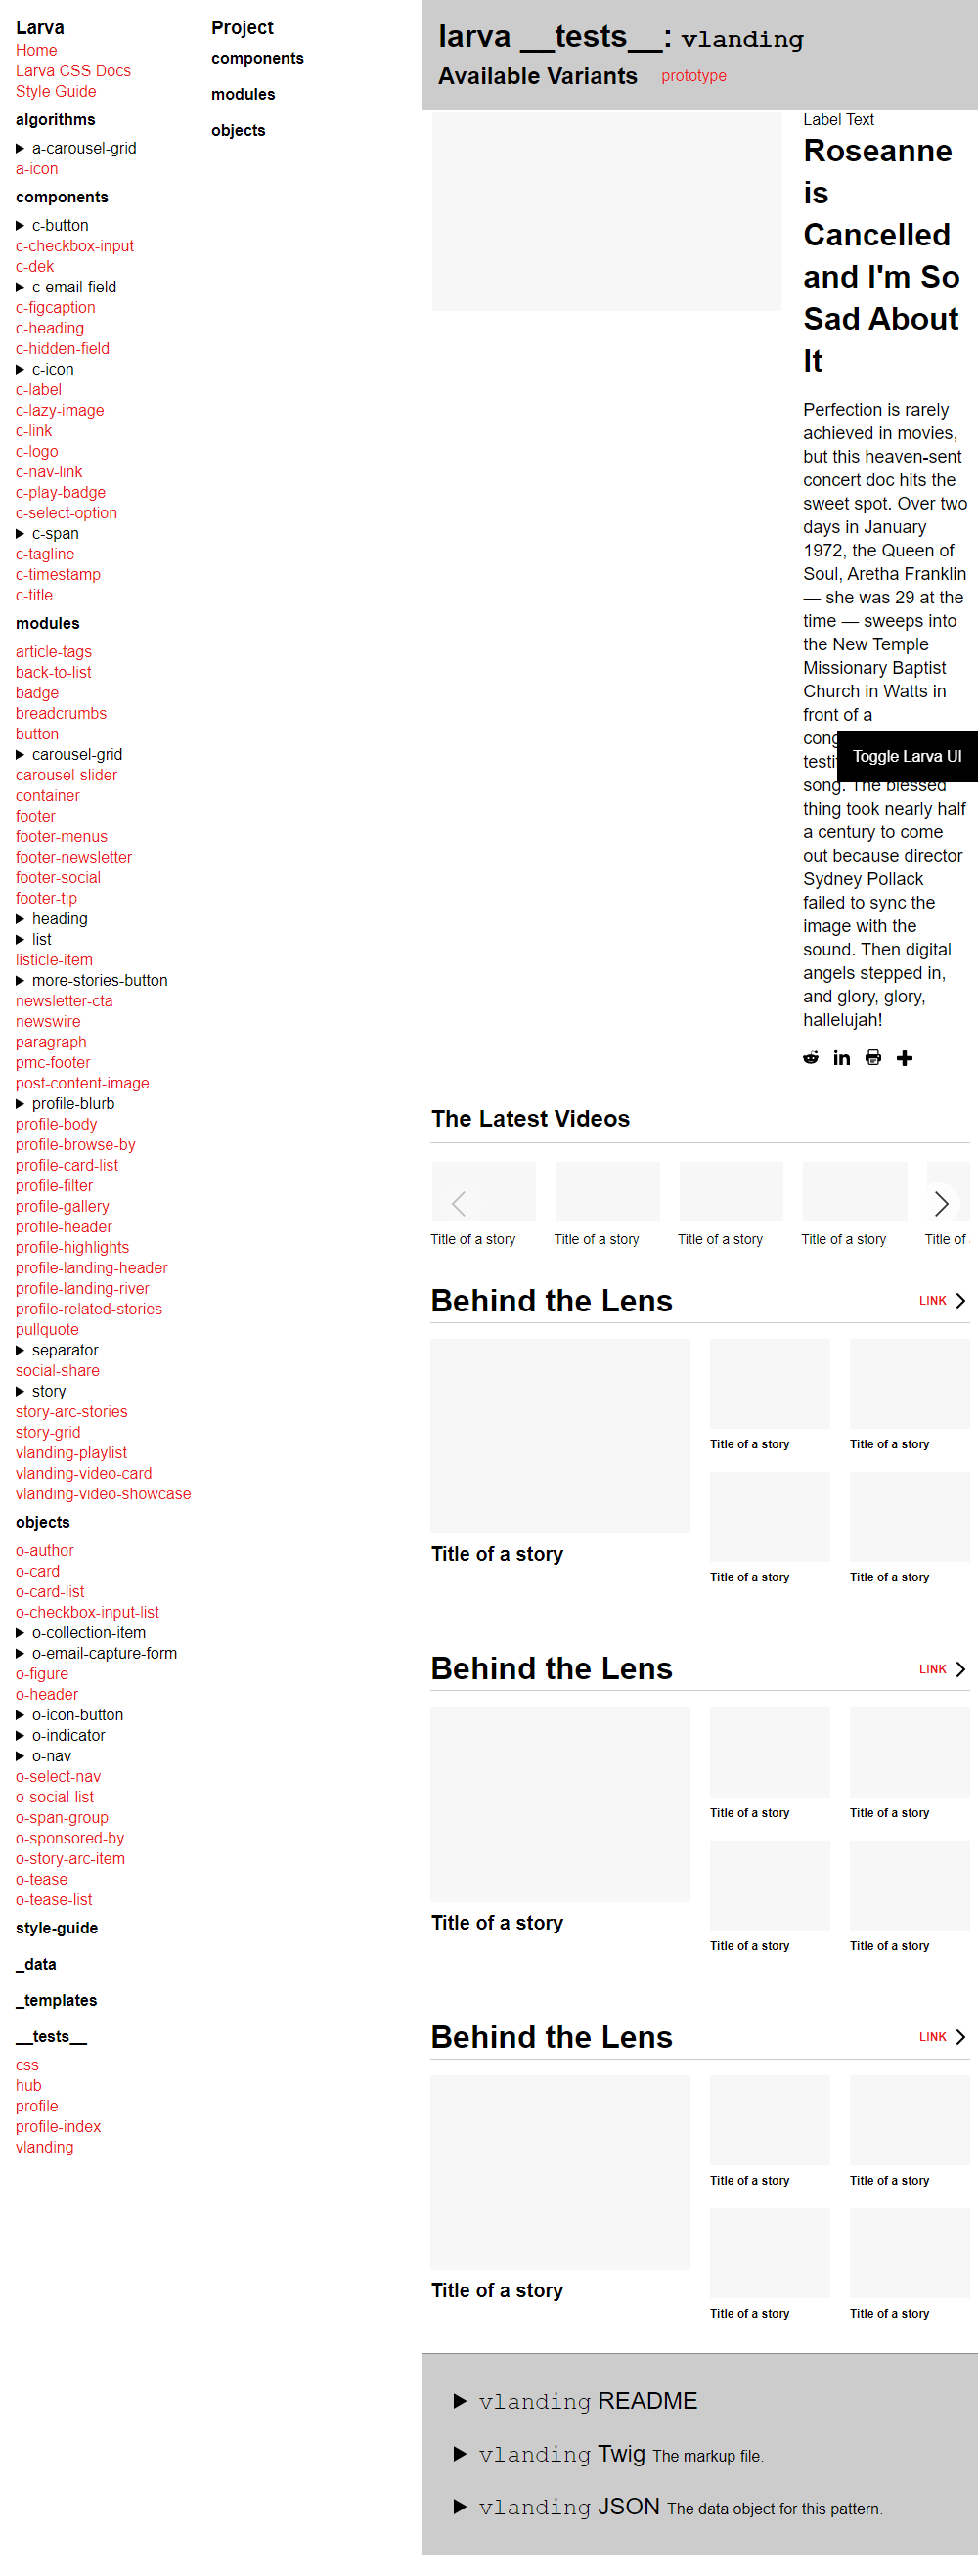 Larva
Home
Larva CSS Docs
Style Guide
algorithms
a-carousel-grid
a-icon
components
c-button
c-checkbox-input
c-dek
c-email-field
c-figcaption
c-heading
c-hidden-field
c-icon
c-label
c-lazy-image
c-link
c-logo
c-nav-link
c-play-badge
c-select-option
c-span
c-tagline
c-timestamp
c-title
modules
article-tags
back-to-list
badge
breadcrumbs
button
carousel-grid
carousel-slider
container
footer
footer-menus
footer-newsletter
footer-social
footer-tip
heading
list
listicle-item
more-stories-button
newsletter-cta
newswire
paragraph
pmc-footer
post-content-image
profile-blurb
profile-body
profile-browse-by
profile-card-list
profile-filter
profile-gallery
profile-header
profile-highlights
profile-landing-header
profile-landing-river
profile-related-stories
pullquote
separator
social-share
story
story-arc-stories
story-grid
vlanding-playlist
vlanding-video-card
vlanding-video-showcase
objects
o-author
o-card
o-card-list
o-checkbox-input-list
o-collection-item
o-email-capture-form
o-figure
o-header
o-icon-button
o-indicator
o-nav
o-select-nav
o-social-list
o-span-group
o-sponsored-by
o-story-arc-item
o-tease
o-tease-list
style-guide
_data
_templates
__tests__
css
hub
profile
profile-index
vlanding
Project
components
modules
objects
larva __tests__: vlanding
Available Variants prototype
Label Text
Roseanne
is
Cancelled
and I'm So
Sad About
It
Perfection is rarely
achieved in movies,
but this heaven-sent
concert doc hits the
sweet spot. Over two
days in January
1972, the Queen of
Soul, Aretha Franklin
— she was 29 at the
time — sweeps into
the New Temple
Missionary Baptist
Church in Watts in
front of a
Toggle Larva UI
song. The blessed
thing took nearly half
a century to come
out because director
Sydney Pollack
failed to sync the
image with the
sound. Then digital
angels stepped in,
and glory, glory,
hallelujah!
The Latest Videos
Title of a story
Title of a story
Title of a story
Title of a story
Title of
Behind the Lens
LINK
Title of a story
Title of a story
Title of a story
Title of a story
Title of a story
Behind the Lens
LINK
Title of a story
Title of a story
Title of a story
Title of a story
Title of a story
Behind the Lens
LINK
Title of a story
Title of a story
Title of a story
Title of a story
Title of a story
vlanding README
vlanding Twig The markup file.
vlanding JSON The data object for this pattern.